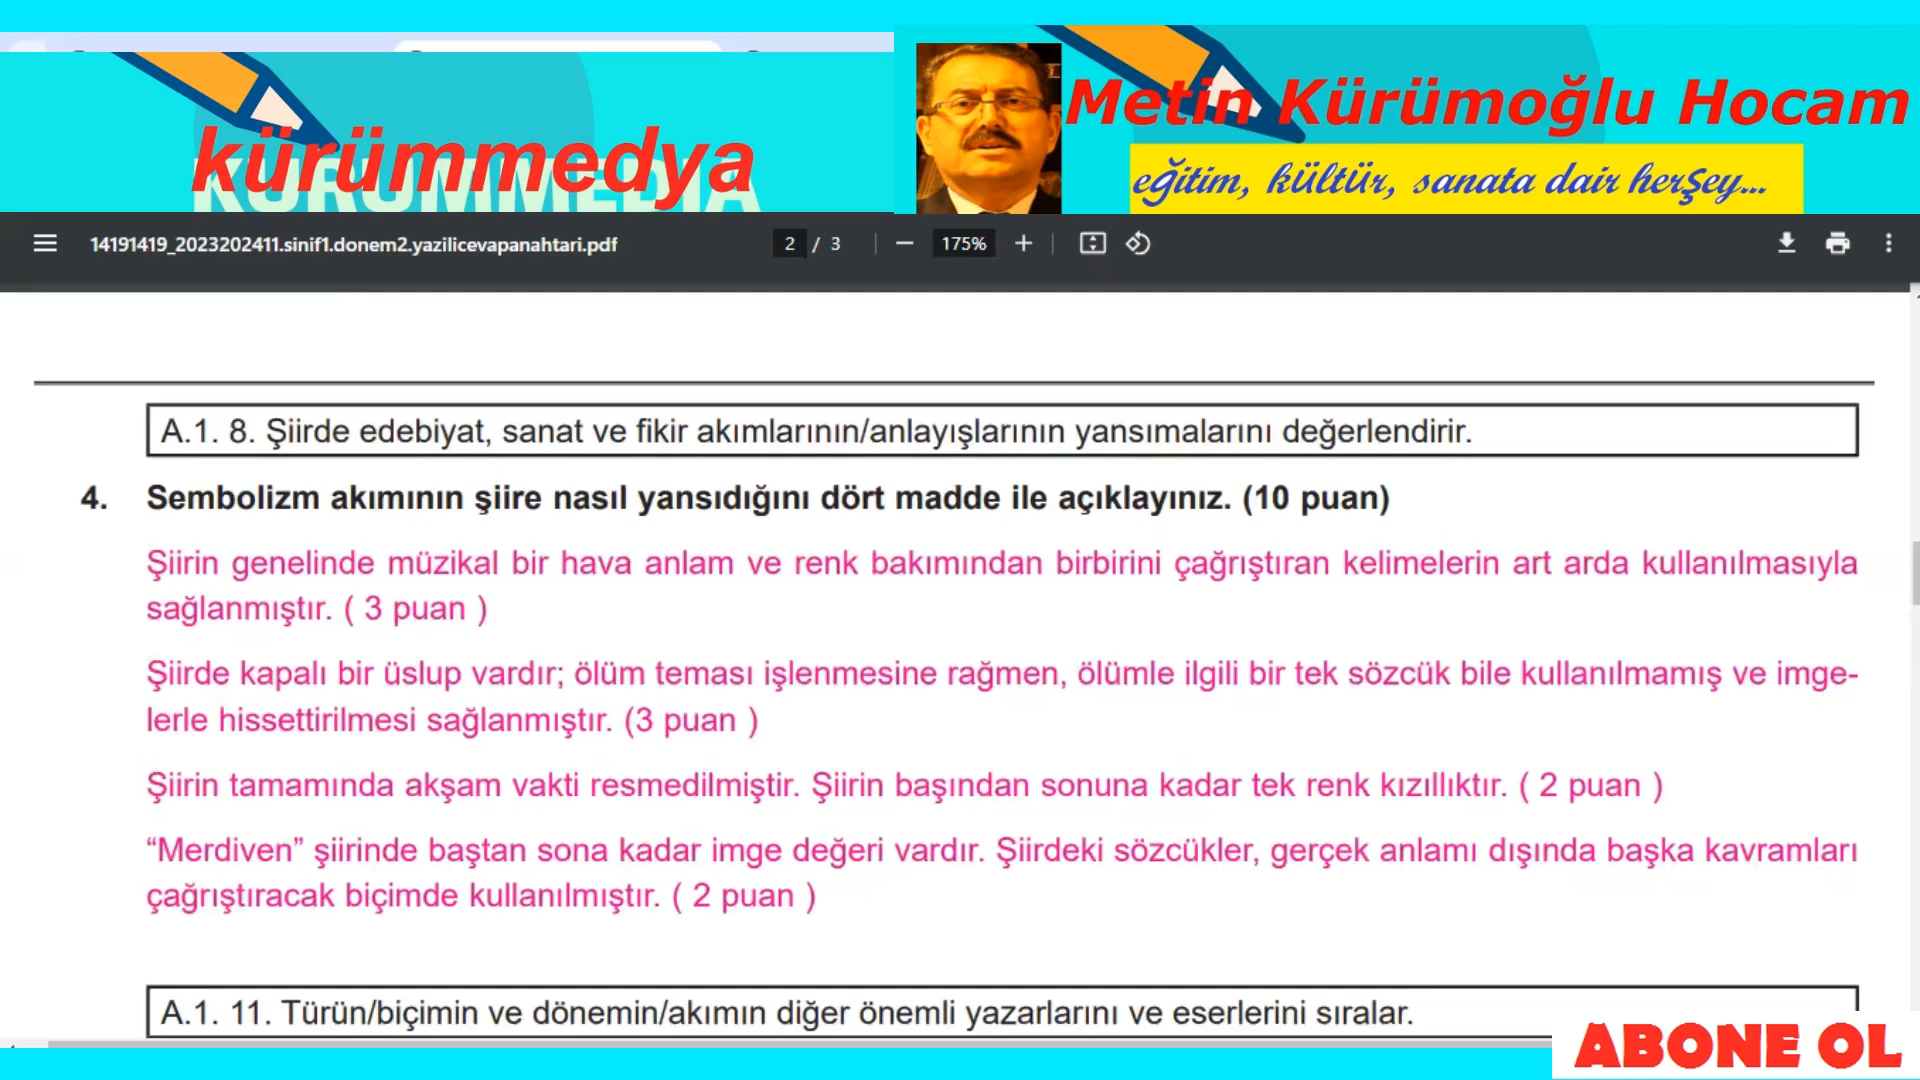 kürümmedya
KURUMMEDIA
Metin Kürümoğlu Hocam
eğitim, kültür, sanata dair herşey...
14191419_2023202411.sinif1.donem2.yazilicevapanahtari.pdf 2 / 3 175%
A.1. 8. Şiirde edebiyat, sanat ve fikir akımlarının/anlayışlarının yansımalarını değerlendirir.
4. Sembolizm akımının şiire nasıl yansıdığını dört madde ile açıklayınız. (10 puan)
Şiirin genelinde müzikal bir hava anlam ve renk bakımından birbirini çağrıştıran kelimelerin art arda kullanılmasıyla
sağlanmıştır. ( 3 puan )
Şiirde kapalı bir üslup vardır; ölüm teması işlenmesine rağmen, ölümle ilgili bir tek sözcük bile kullanılmamış ve imge-
lerle hissettirilmesi sağlanmıştır. (3 puan )
Şiirin tamamında akşam vakti resmedilmiştir. Şiirin başından sonuna kadar tek renk kızıllıktır. ( 2 puan )
“Merdiven” şiirinde baştan sona kadar imge değeri vardır. Şiirdeki sözcükler, gerçek anlamı dışında başka kavramları
çağrıştıracak biçimde kullanılmıştır. ( 2 puan )
A.1. 11. Türün/biçimin ve dönemin/akımın diğer önemli yazarlarını ve eserlerini sıralar.
ABONE OL